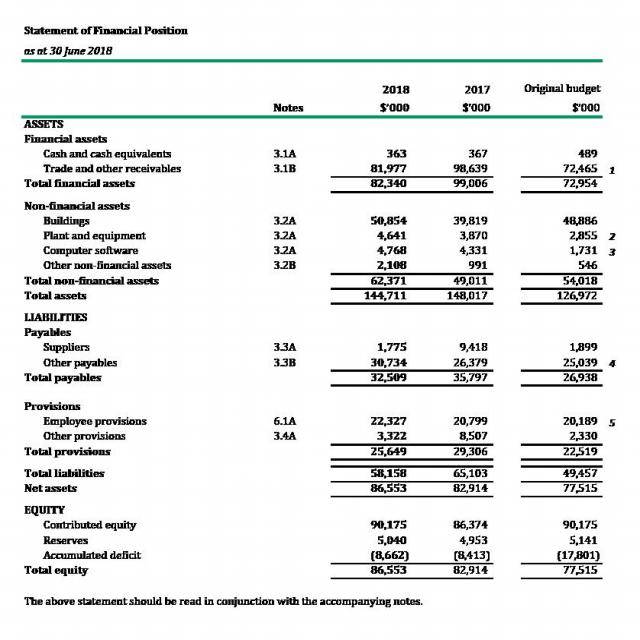 Statement of Financial Position
as at 30 June 2018
2018 2017 Original budget
Notes $'000 $'000 $'000
ASSETS
Financial assets
Cash and cash equivalents 3.1A 363 367 489
Trade and other receivables 3.1B 81,977 98,639 72,465 1
Total financial assets 82,340 99,006 72,954
Non-financial assets
Buildings 3.2A 50,854 39,819 48,886
Plant and equipment 3.2A 4,641 3,870 2,855 2
Computer software 3.2A 4,768 4,331 1,731 3
Other non-financial assets 3.2B 2,108 991 546
Total non-financial assets 62,371 49,011 54,018
Total assets 144,711 148,017 126,972
LIABILITIES
Payables
Suppliers 3.3A 1,775 9,418 1,899
Other payables 3.3B 30,734 26,379 25,039 4
Total payables 32,509 35,797 26,938
Provisions
Employee provisions 6.1A 22,327 20,799 20,189 5
Other provisions 3.4A 3,322 8,507 2,330
Total provisions 25,649 29,306 22,519
Total liabilities 58,158 65,103 49,457
Net assets 86,553 82,914 77,515
EQUITY
Contributed equity 90,175 86,374 90,175
Reserves 5,040 4,953 5,141
Accumulated deficit (8,662) (8,413) (17,801)
Total equity 86,553 82,914 77,515
The above statement should be read in conjunction with the accompanying notes.